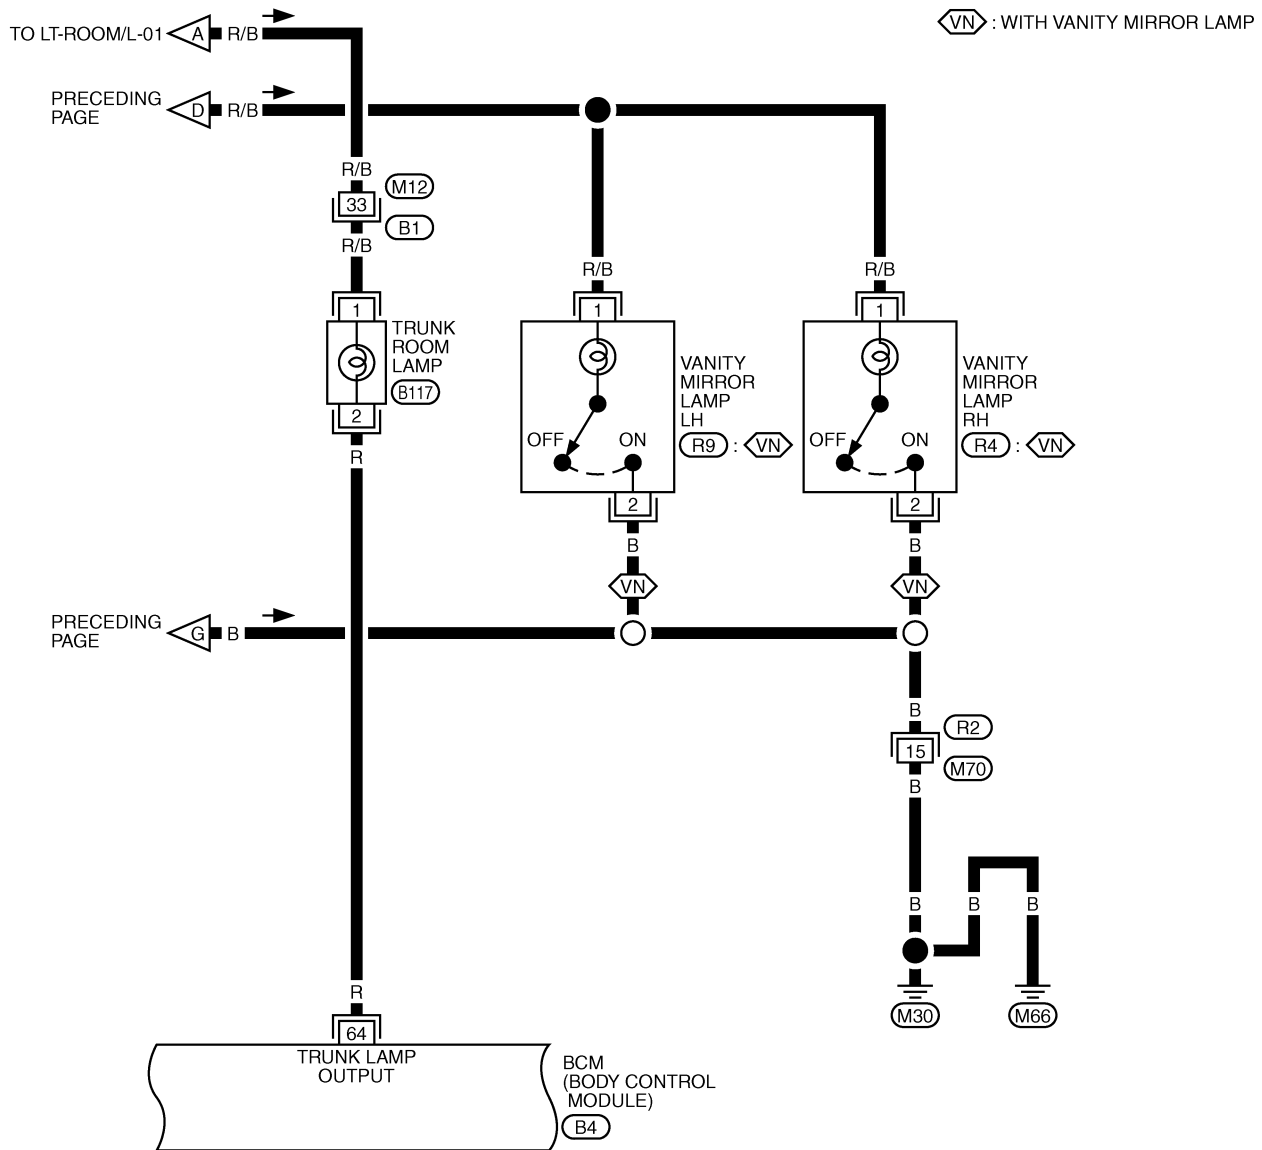 TO LT-ROOM/L-01 A R/B
VN : WITH VANITY MIRROR LAMP
PRECEDING
PAGE
D R/B
R/B
33
M12
B1
R/B
R/B
R/B
1
TRUNK
ROOM
LAMP
B117
2
R
1
VANITY
MIRROR
LAMP
LH
R9 : VN
OFF ON
2
B
VN
1
VANITY
MIRROR
LAMP
RH
R4 : VN
OFF ON
2
B
VN
PRECEDING
PAGE
G B
B
R2
15
M70
B
B B B
M30 M66
R
64
TRUNK LAMP
OUTPUT
BCM
(BODY CONTROL
MODULE)
B4